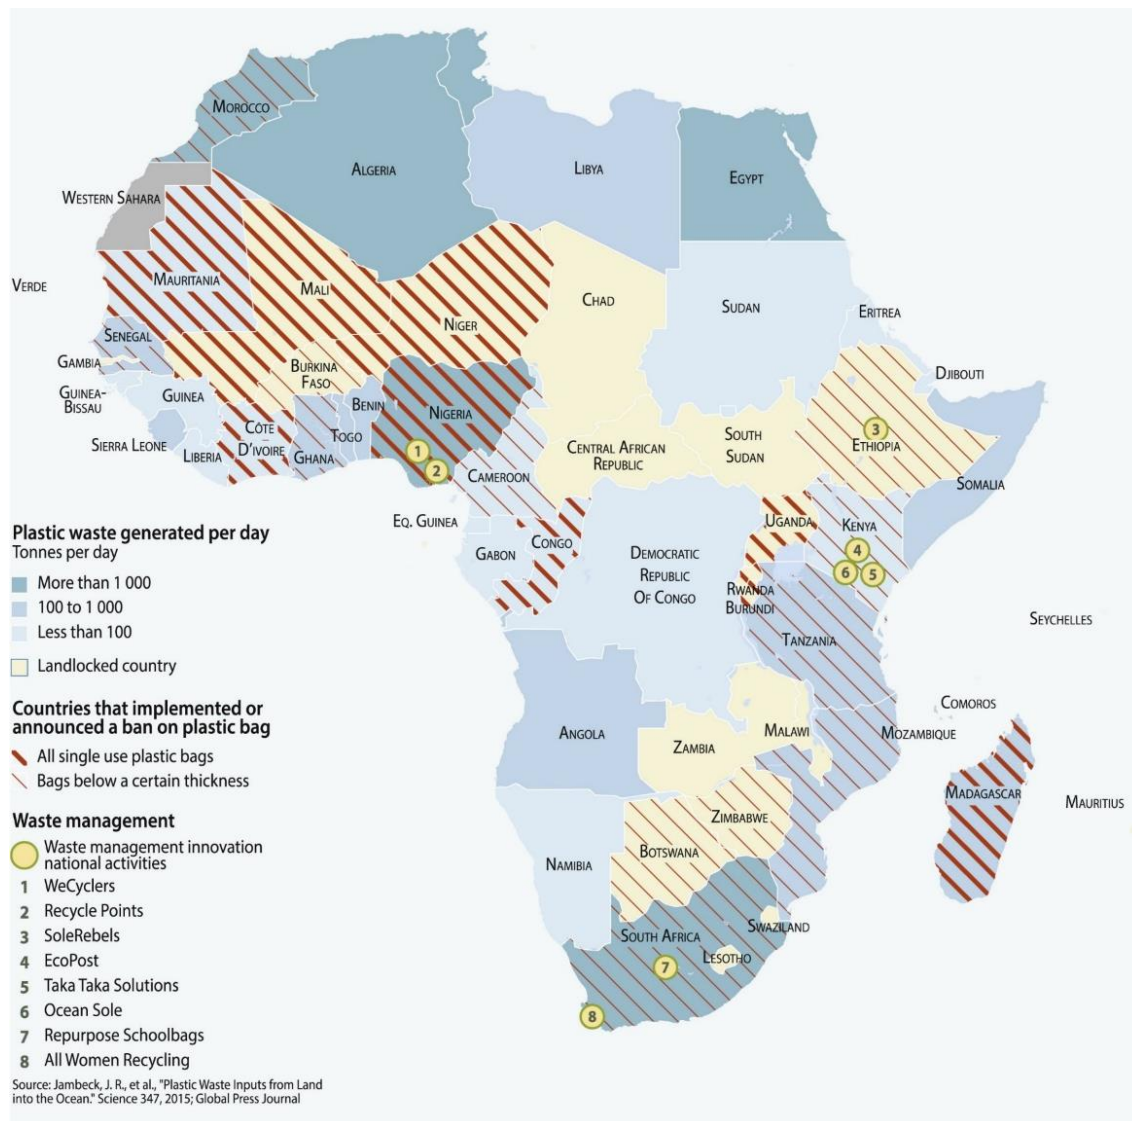 Morocco
Algeria
Libya
Egypt
Western Sahara
Verde
Mauritania
Mali
Niger
Chad
Sudan
Eritrea
Senegal
Gambia
Guinea-
Bissau
Guinea
Sierra Leone
Liberia
Côte
D'Ivoire
Burkina
Faso
Ghana
Togo
Benin
Nigeria
1
2
Cameroon
Central African
Republic
South
Sudan
Djibouti
3
Ethiopia
Somalia
Eq. Guinea
Gabon
Congo
Democratic
Republic
Of Congo
Uganda
Kenya
4
6
5
Rwanda
Burundi
Tanzania
Seychelles
Comoros
Angola
Zambia
Malawi
Mozambique
Madagascar
Mauritius
Zimbabwe
Botswana
Namibia
South Africa
Swaziland
Lesotho
7
8
Plastic waste generated per day
Tonnes per day
More than 1 000
100 to 1 000
Less than 100
Landlocked country
Countries that implemented or
announced a ban on plastic bag
All single use plastic bags
Bags below a certain thickness
Waste management
Waste management innovation
national activities
1 WeCyclers
2 Recycle Points
3 SoleRebels
4 EcoPost
5 Taka Taka Solutions
6 Ocean Sole
7 Repurpose Schoolbags
8 All Women Recycling
Source: Jambeck, J. R., et al., "Plastic Waste Inputs from Land
into the Ocean." Science 347, 2015; Global Press Journal